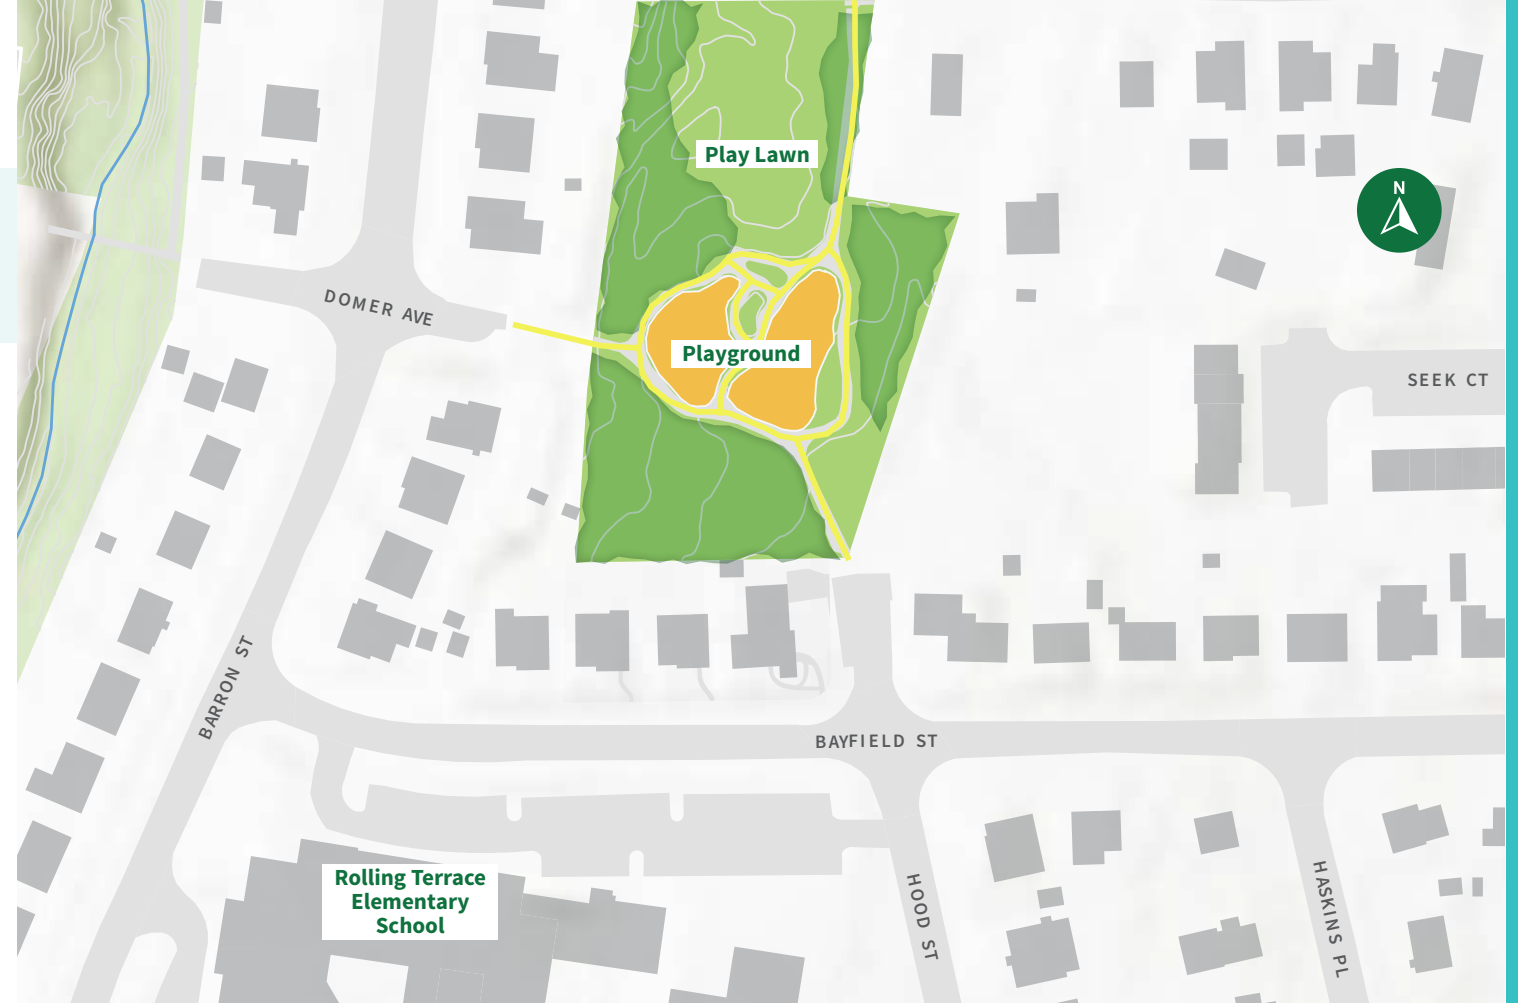 Play Lawn
N
DOMER AVE
Playground
SEEK CT
BARRON ST
BAYFIELD ST
Rolling Terrace
Elementary
School
HOOD ST
HASKINS PL